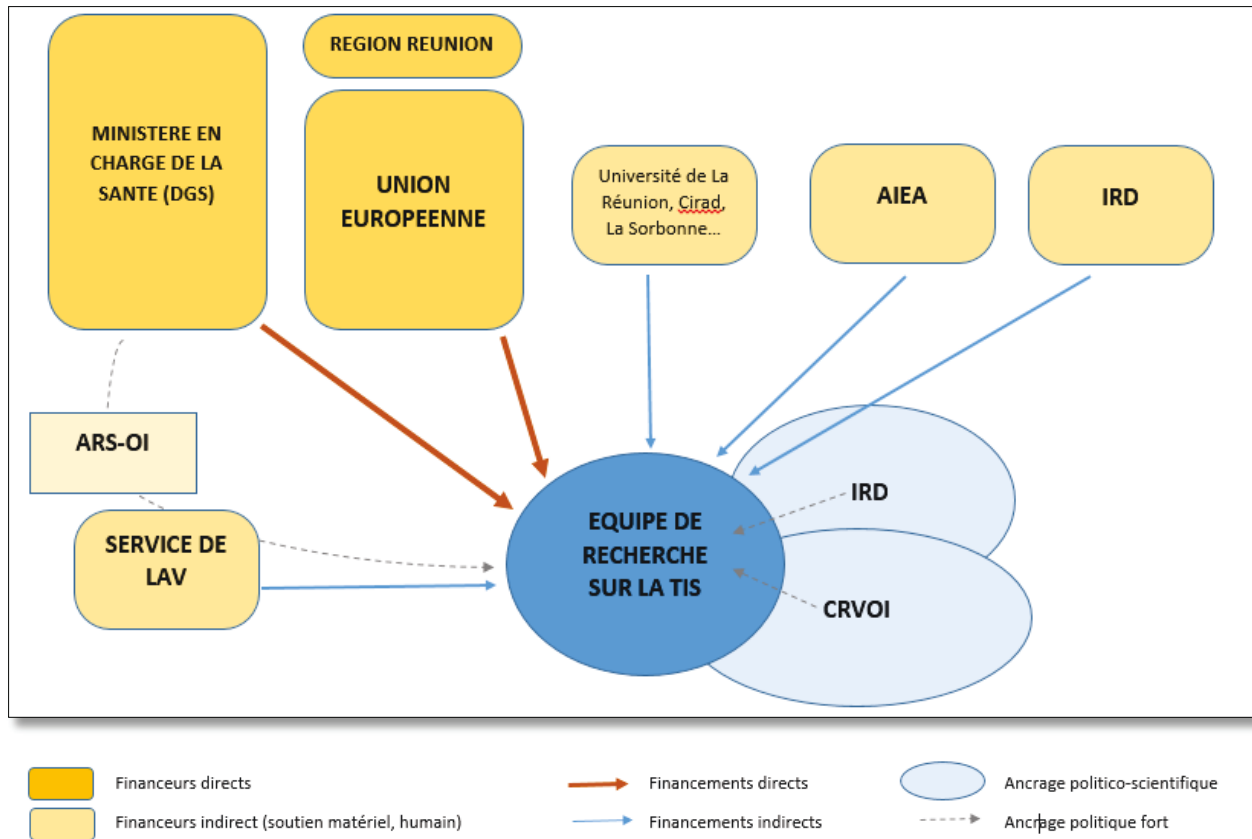 MINISTERE EN
CHARGE DE LA
SANTE (DGS)
REGION REUNION
UNION
EUROPEENNE
Université de La
Réunion, Cirad,
La Sorbonne…
AIEA
IRD
ARS-OI
SERVICE DE
LAV
EQUIPE DE
RECHERCHE
SUR LA TIS
IRD
CRVOI
Financeurs directs
Financements directs
Ancrage politico-scientifique
Financeurs indirect (soutien matériel, humain)
Financements indirects
Ancrage politique fort